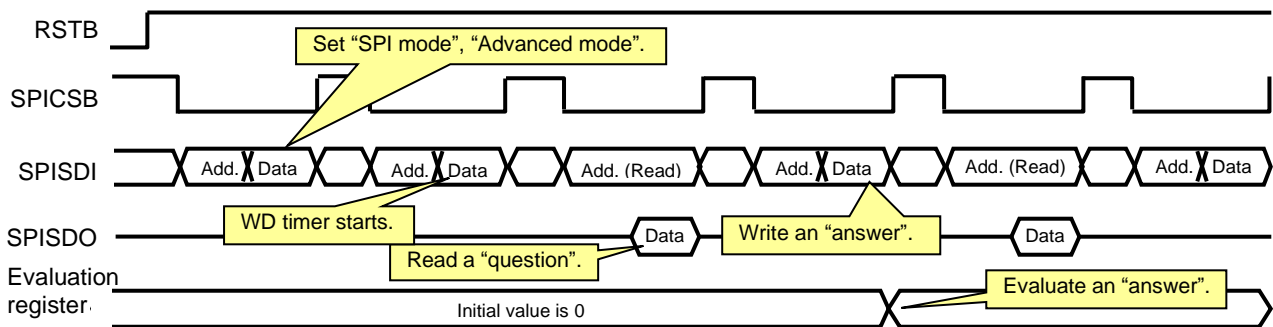 RSTB
Set “SPI mode”, “Advanced mode”.
SPICSB
SPISDI
Add. Data Add. Data Add. (Read) Add. Data Add. (Read) Add. Data
WD timer starts.
Write an “answer”.
SPISDO
Data Data
Read a “question”.
Evaluation
register
Initial value is 0
Evaluate an “answer”.